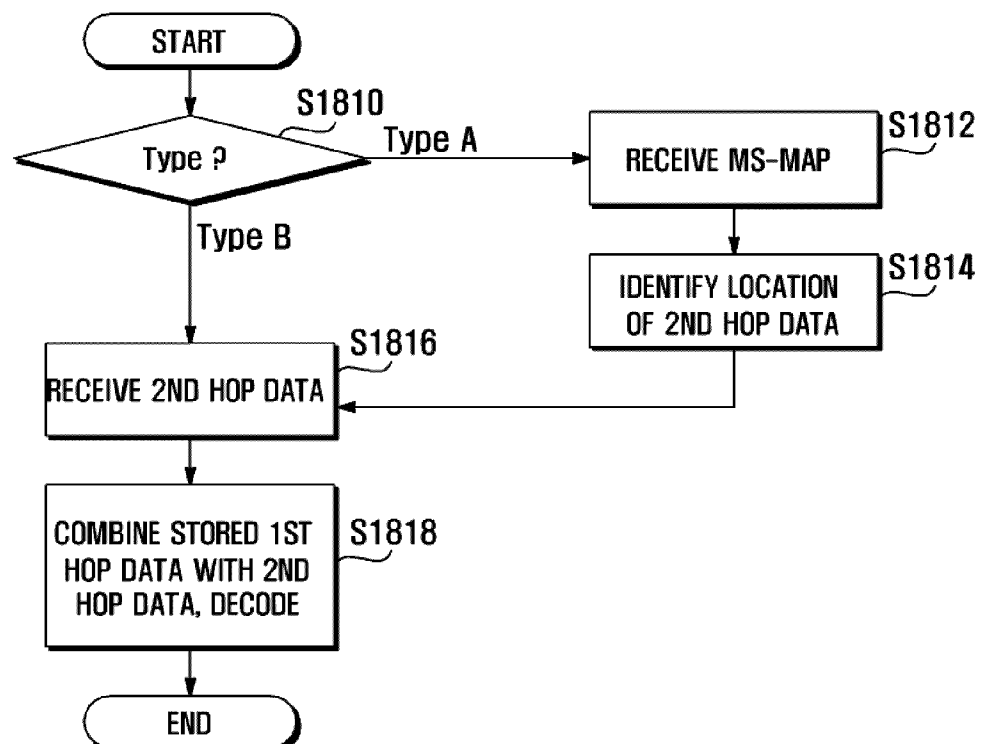 START
S1810
Type ?
Type A
S1812
RECEIVE MS-MAP
Type B
S1814
IDENTIFY LOCATION
OF 2ND HOP DATA
S1816
RECEIVE 2ND HOP DATA
S1818
COMBINE STORED 1ST
HOP DATA WITH 2ND
HOP DATA, DECODE
END